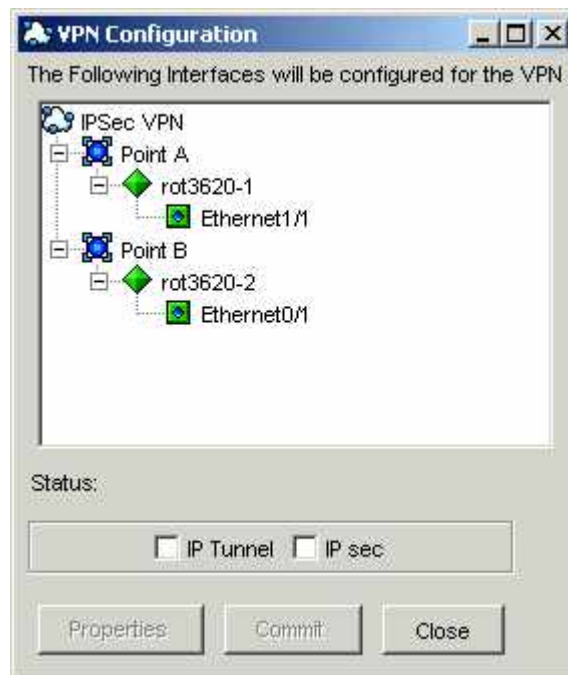 VPN Configuration
The Following Interfaces will be configured for the VPN
IPSec VPN
Point A
rot3620-1
Ethernet1/1
Point B
rot3620-2
Ethernet0/1
Status:
IP Tunnel IP sec
Properties Commit Close